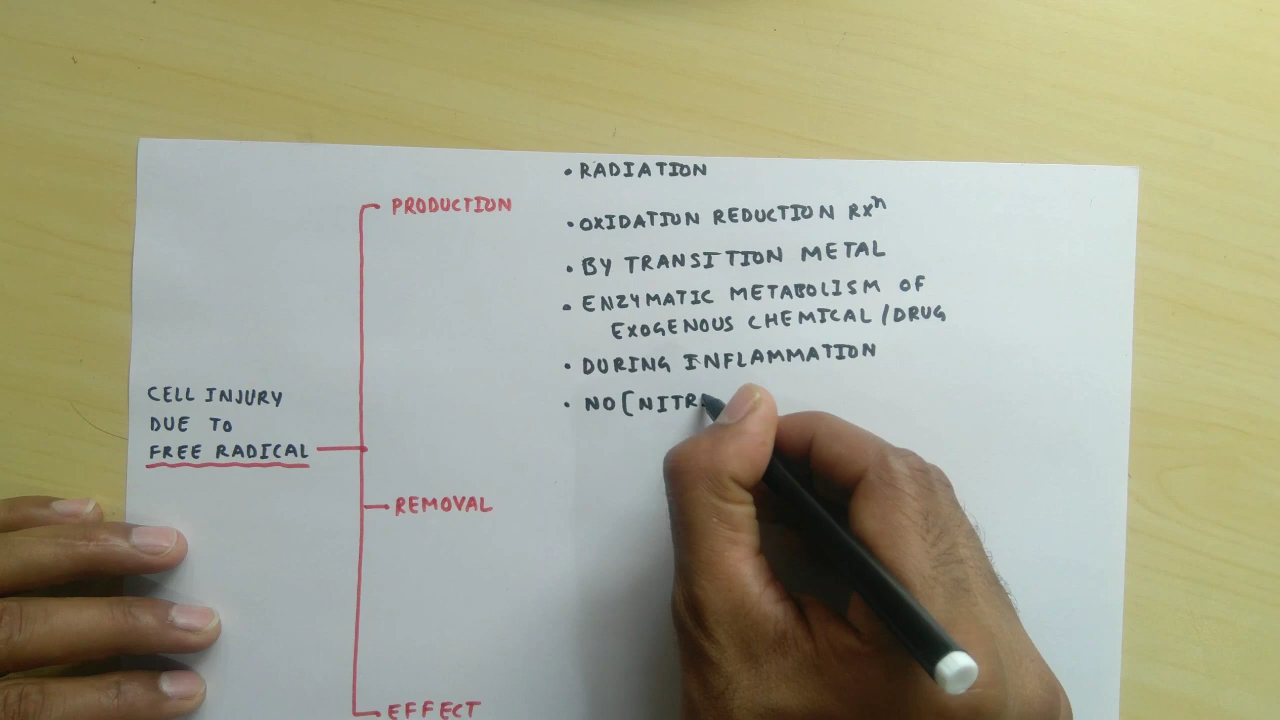 • RADIATION
PRODUCTION
• OXIDATION REDUCTION RXⁿ
• BY TRANSITION METAL
• ENZYMATIC METABOLISM OF
EXOGENOUS CHEMICAL / DRUG
• DURING INFLAMMATION
• NO [NITR
CELL INJURY
DUE TO
FREE RADICAL
REMOVAL
EFFECT